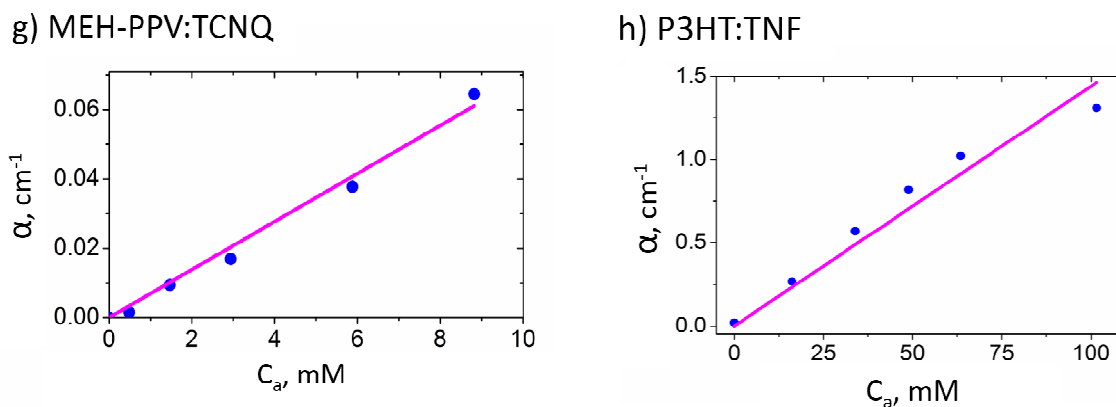 g) MEH-PPV:TCNQ
0.06
0.04
0.02
0.00
α, cm⁻¹
0 2 4 6 8 10
Cₐ, mM
h) P3HT:TNF
1.5
1.0
0.5
0.0
α, cm⁻¹
0 25 50 75 100
Cₐ, mM